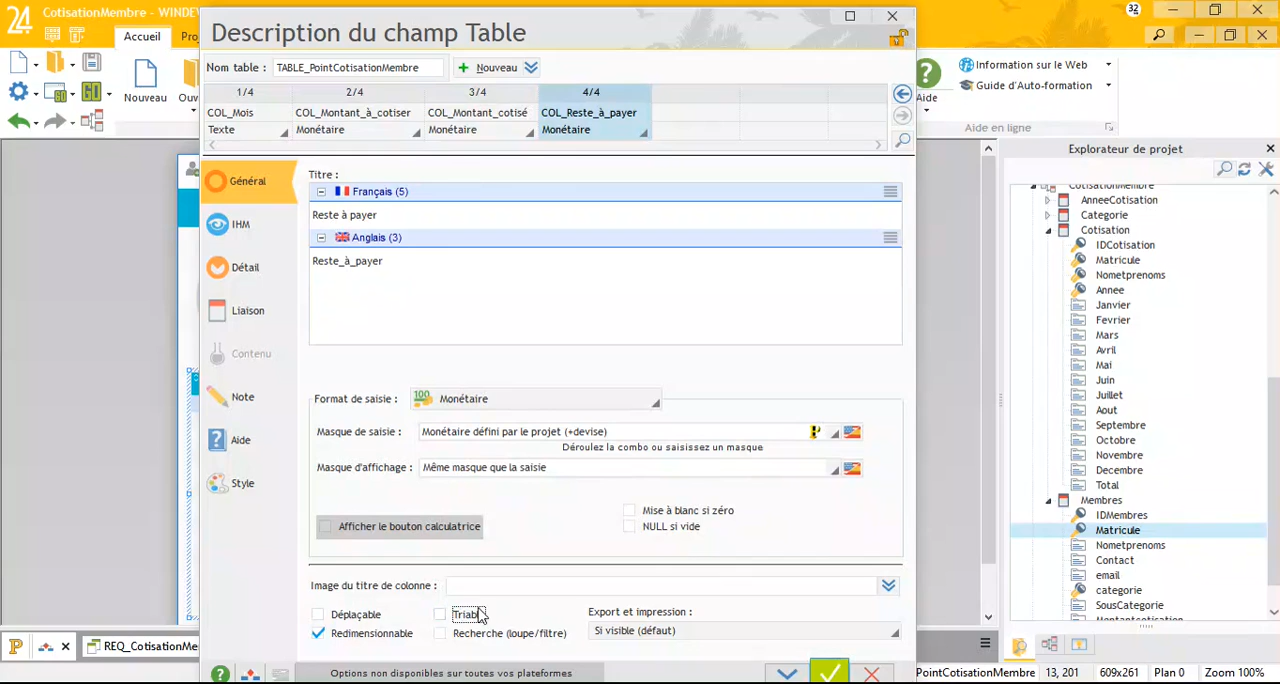 24
CotisationMembre - WINDE
32
Description du champ Table
Accueil
Pro
Nouveau
Ouv
Nom table :
TABLE_PointCotisationMembre
Nouveau
1/4
2/4
3/4
4/4
COL_Mois
COL_Montant_à_cotiser
COL_Montant_cotisé
COL_Reste_à_payer
Texte
Monétaire
Monétaire
Monétaire
Général
IHM
Détail
Liaison
Contenu
Note
Aide
Style
Titre :
Français (5)
Reste à payer
Anglais (3)
Reste_à_payer
Format de saisie :
Monétaire
Masque de saisie :
Monétaire défini par le projet (+devise)
Déroulez la combo ou saisissez un masque
Masque d'affichage :
Même masque que la saisie
Afficher le bouton calculatrice
Mise à blanc si zéro
NULL si vide
Image du titre de colonne :
Déplaçable
Redimensionnable
Recherche (loupe/filtre)
Export et impression :
Si visible (défaut)
Options non disponibles sur toutes vos plateformes
Aide
Information sur le Web
Guide d'Auto-formation
Aide en ligne
Explorateur de projet
CotisationMembre
AnneeCotisation
Categorie
Cotisation
IDCotisation
Matricule
Nometprenoms
Annee
Janvier
Fevrier
Mars
Avril
Mai
Juin
Juillet
Aout
Septembre
Octobre
Novembre
Decembre
Total
Membres
IDMembres
Matricule
Nometprenoms
Contact
email
categorie
SousCategorie
REQ_CotisationMe
PointCotisationMembre
13, 201
609x261
Plan 0
Zoom 100%